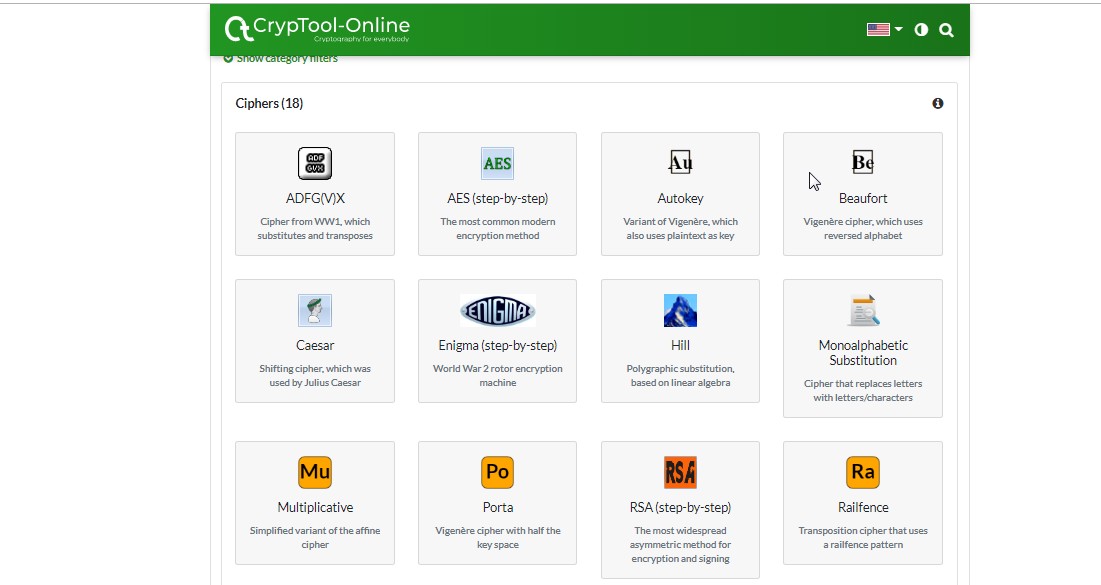 CrypTool-Online
Cryptography for everybody
Show category filters
Ciphers (18)
ADF
GVX
ADFG(V)X
Cipher from WW1, which
substitutes and transposes
AES
AES (step-by-step)
The most common modern
encryption method
Au
Autokey
Variant of Vigenère, which
also uses plaintext as key
Be
Beaufort
Vigenère cipher, which uses
reversed alphabet
Caesar
Shifting cipher, which was
used by Julius Caesar
ENIGMA
Enigma (step-by-step)
World War 2 rotor encryption
machine
Hill
Polygraphic substitution,
based on linear algebra
Monoalphabetic
Substitution
Cipher that replaces letters
with letters/characters
Mu
Multiplicative
Simplified variant of the affine
cipher
Po
Porta
Vigenère cipher with half the
key space
RSA
RSA (step-by-step)
The most widespread
asymmetric method for
encryption and signing
Ra
Railfence
Transposition cipher that uses
a railfence pattern